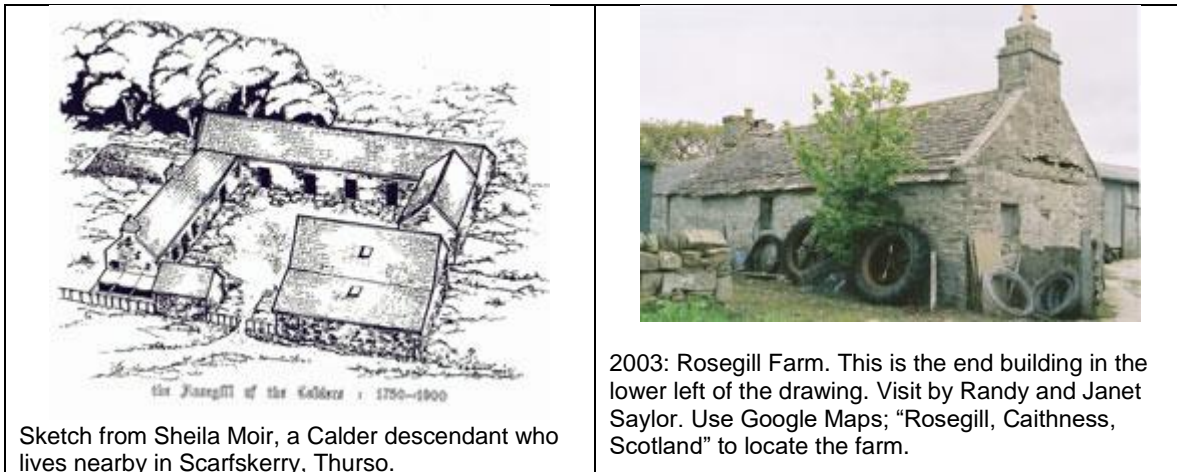 the Rosegill of the Calders : 1750-1900
Sketch from Sheila Moir, a Calder descendant who
lives nearby in Scarfskerry, Thurso.
2003: Rosegill Farm. This is the end building in the
lower left of the drawing. Visit by Randy and Janet
Saylor. Use Google Maps; “Rosegill, Caithness,
Scotland” to locate the farm.